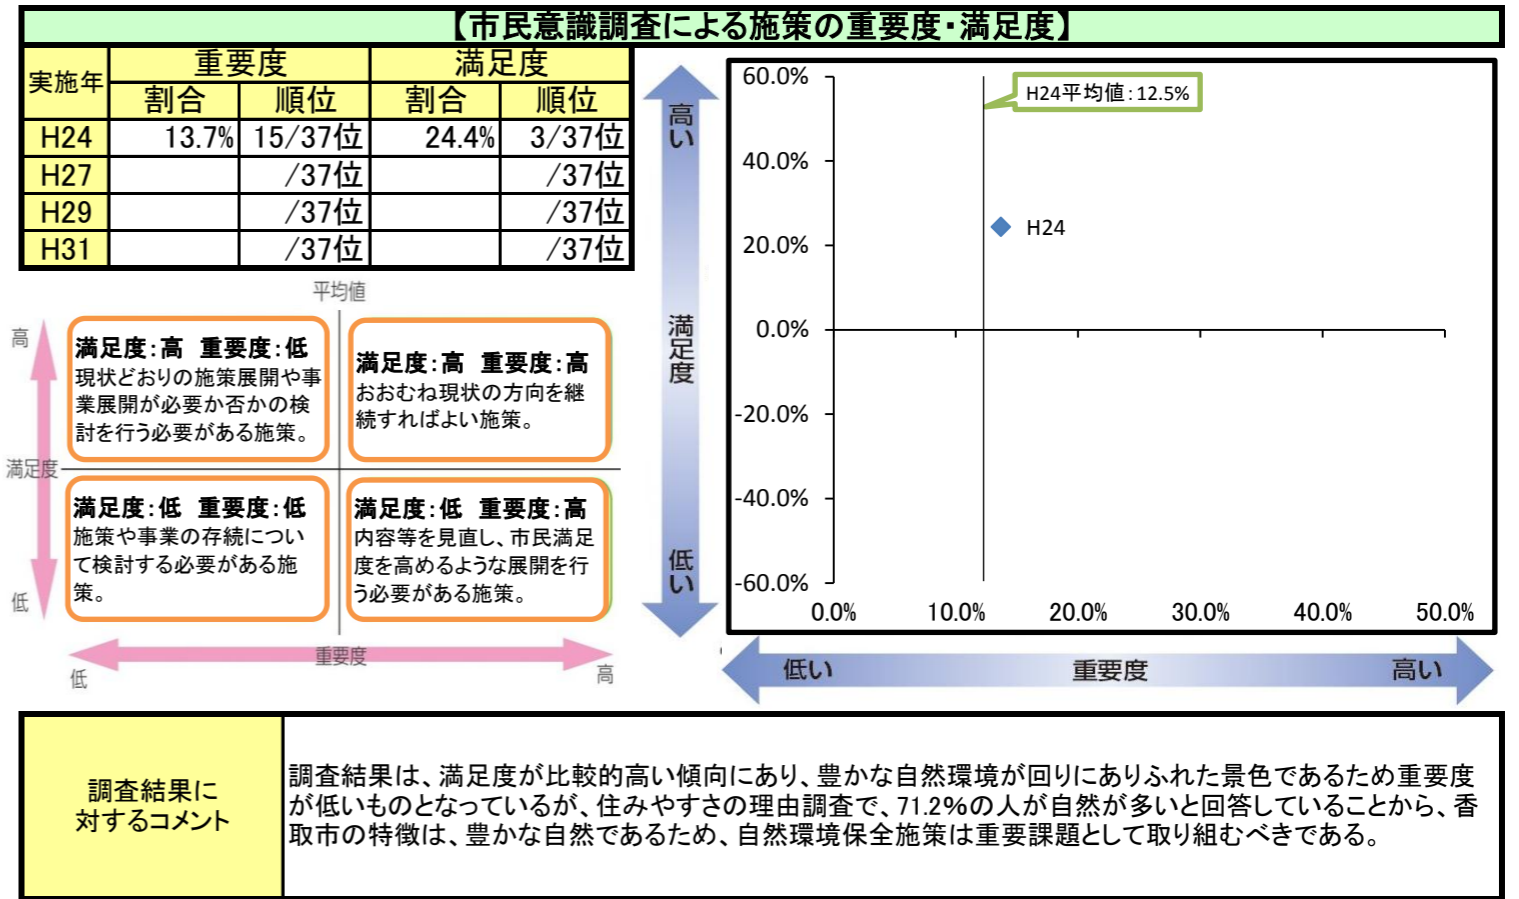 【市民意識調査による施策の重要度・満足度】
実施年 重要度 満足度
割合 順位 割合 順位
H24 13.7% 15/37位 24.4% 3/37位
H27 /37位 /37位
H29 /37位 /37位
H31 /37位 /37位
平均値
高
満足度
低
満足度：高 重要度：低
現状どおりの施策展開や事
業展開が必要か否かの検
討を行う必要がある施策。
満足度：高 重要度：高
おおむね現状の方向を継
続すればよい施策。
満足度：低 重要度：低
施策や事業の存続につい
て検討する必要がある施
策。
満足度：低 重要度：高
内容等を見直し、市民満足
度を高めるような展開を行
う必要がある施策。
低
重要度
高
高い
満足度
低い
60.0%
40.0%
20.0%
0.0%
-20.0%
-40.0%
-60.0%
H24平均値：12.5%
H24
0.0% 10.0% 20.0% 30.0% 40.0% 50.0%
低い 重要度 高い
調査結果に
対するコメント
調査結果は、満足度が比較的高い傾向にあり、豊かな自然環境が回りにありふれた景色であるため重要度
が低いものとなっているが、住みやすさの理由調査で、71.2％の人が自然が多いと回答していることから、香
取市の特徴は、豊かな自然であるため、自然環境保全施策は重要課題として取り組むべきである。